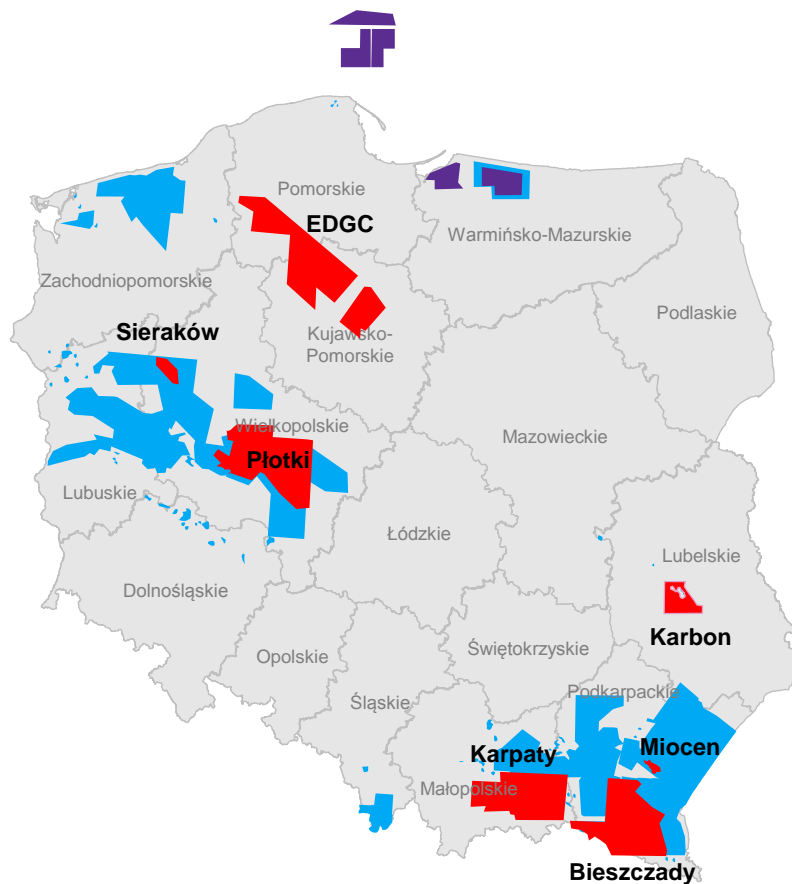 Pomorskie
EDGC
Warmińsko-Mazurskie
Zachodniopomorskie
Podlaskie
Sieraków
Kujawsko-
Pomorskie
Wielkopolskie
Mazowieckie
Płotki
Lubuskie
Łódzkie
Lubelskie
Dolnośląskie
Karbon
Świętokrzyskie
Opolskie
Podkarpackie
Śląskie
Karpaty
Miocen
Małopolskie
Bieszczady